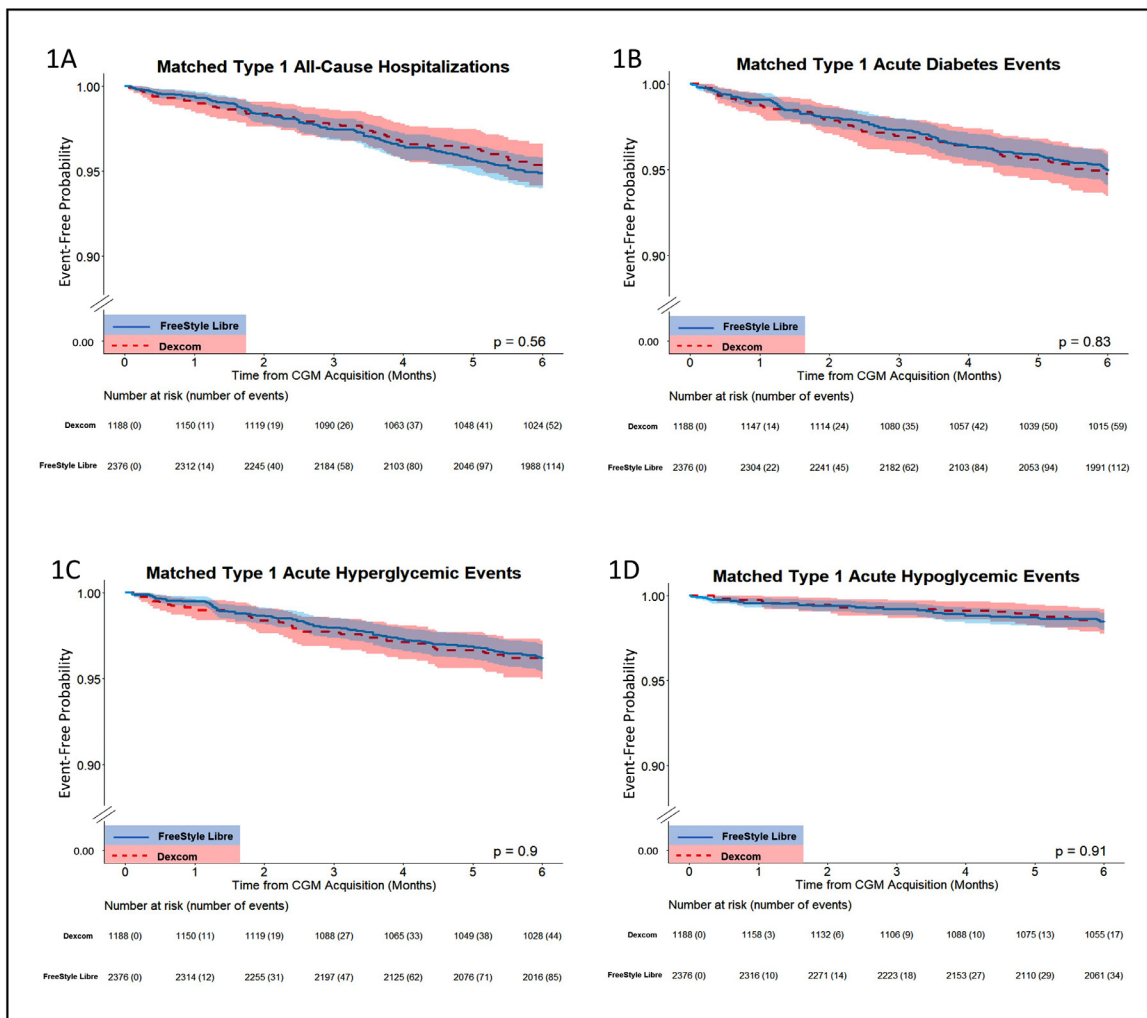 1A
Matched Type 1 All-Cause Hospitalizations
Event-Free Probability
1.00
0.95
0.90
0.00
FreeStyle Libre
Dexcom
p = 0.56
0 1 2 3 4 5 6
Time from CGM Acquisition (Months)
Number at risk (number of events)
Dexcom 1188 (0) 1150 (11) 1119 (19) 1090 (26) 1063 (37) 1048 (41) 1024 (52)
FreeStyle Libre 2376 (0) 2312 (14) 2245 (40) 2184 (58) 2103 (80) 2046 (97) 1988 (114)
1B
Matched Type 1 Acute Diabetes Events
Event-Free Probability
1.00
0.95
0.90
0.00
FreeStyle Libre
Dexcom
p = 0.83
0 1 2 3 4 5 6
Time from CGM Acquisition (Months)
Number at risk (number of events)
Dexcom 1188 (0) 1147 (14) 1114 (24) 1080 (35) 1057 (42) 1039 (50) 1015 (59)
FreeStyle Libre 2376 (0) 2304 (22) 2241 (45) 2182 (62) 2103 (84) 2053 (94) 1991 (112)
1C
Matched Type 1 Acute Hyperglycemic Events
Event-Free Probability
1.00
0.95
0.90
0.00
FreeStyle Libre
Dexcom
p = 0.9
0 1 2 3 4 5 6
Time from CGM Acquisition (Months)
Number at risk (number of events)
Dexcom 1188 (0) 1150 (11) 1119 (19) 1088 (27) 1065 (33) 1049 (38) 1028 (44)
FreeStyle Libre 2376 (0) 2314 (12) 2255 (31) 2197 (47) 2125 (62) 2076 (71) 2016 (85)
1D
Matched Type 1 Acute Hypoglycemic Events
Event-Free Probability
1.00
0.95
0.90
0.00
FreeStyle Libre
Dexcom
p = 0.91
0 1 2 3 4 5 6
Time from CGM Acquisition (Months)
Number at risk (number of events)
Dexcom 1188 (0) 1158 (3) 1132 (6) 1106 (9) 1088 (10) 1075 (13) 1055 (17)
FreeStyle Libre 2376 (0) 2316 (10) 2271 (14) 2223 (18) 2153 (27) 2110 (29) 2061 (34)